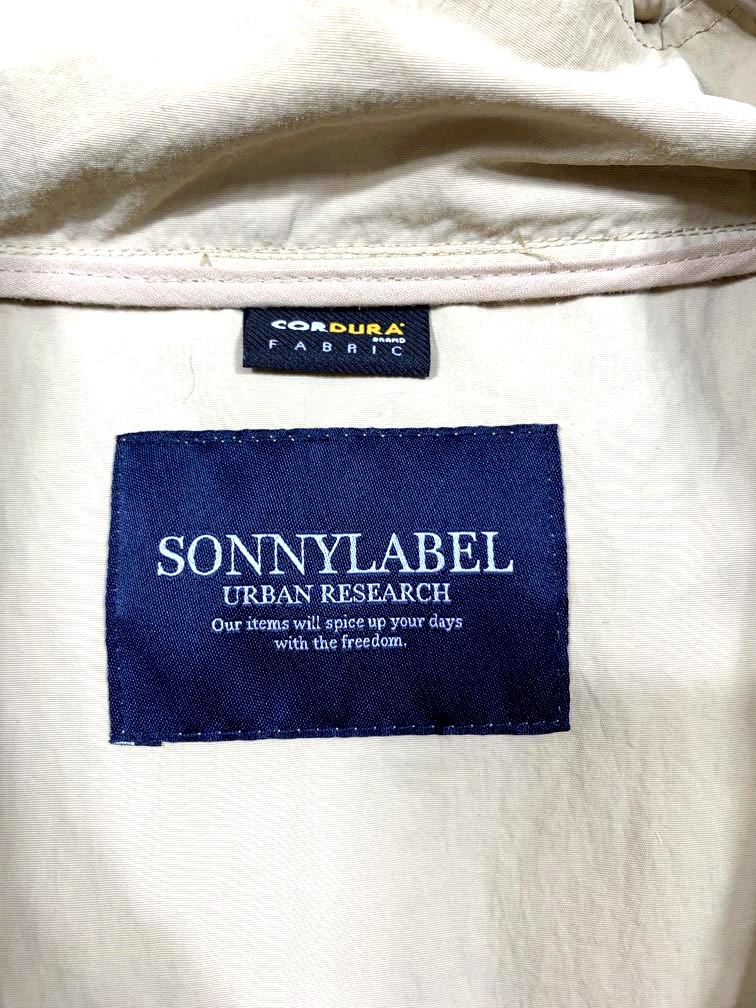 CORDURA®
BRAND
FABRIC
SONNYLABEL
URBAN RESEARCH
Our items will spice up your days
with the freedom.